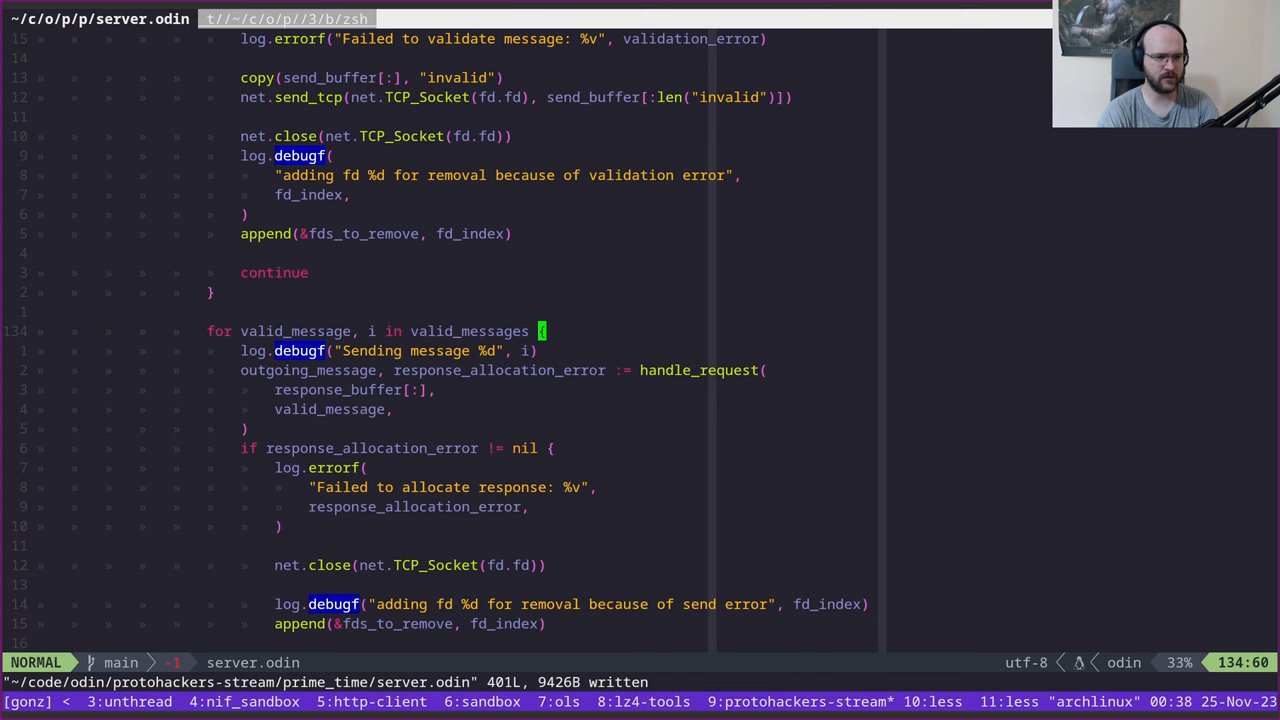 ~/c/o/p/p/server.odin t//~/c/o/p//3/b/zsh
15 » » » » » » log.errorf("Failed to validate message: %v", validation_error)
14
13 » » » » » » copy(send_buffer[:], "invalid")
12 » » » » » » net.send_tcp(net.TCP_Socket(fd.fd), send_buffer[:len("invalid")])
11
10 » » » » » » net.close(net.TCP_Socket(fd.fd))
9 » » » » » » log.debugf(
8 » » » » » » » "adding fd %d for removal because of validation error",
7 » » » » » » » fd_index,
6 » » » » » » )
5 » » » » » » append(&fds_to_remove, fd_index)
4
3 » » » » » » continue
2 » » » » » }
1
134 » » » » » for valid_message, i in valid_messages {
1 » » » » » » log.debugf("Sending message %d", i)
2 » » » » » » outgoing_message, response_allocation_error := handle_request(
3 » » » » » » » response_buffer[:],
4 » » » » » » » valid_message,
5 » » » » » » )
6 » » » » » » if response_allocation_error != nil {
7 » » » » » » » log.errorf(
8 » » » » » » » » "Failed to allocate response: %v",
9 » » » » » » » » response_allocation_error,
10 » » » » » » » )
11
12 » » » » » » » net.close(net.TCP_Socket(fd.fd))
13
14 » » » » » » » log.debugf("adding fd %d for removal because of send error", fd_index)
15 » » » » » » » append(&fds_to_remove, fd_index)
16
NORMAL main -1 server.odin utf-8 odin 33% 134:60
"~/code/odin/protohackers-stream/prime_time/server.odin" 401L, 9426B written
[gonz] < 3:unthread 4:nif_sandbox 5:http-client 6:sandbox 7:ols 8:lz4-tools 9:protohackers-stream* 10:less 11:less "archlinux" 00:38 25-Nov-23